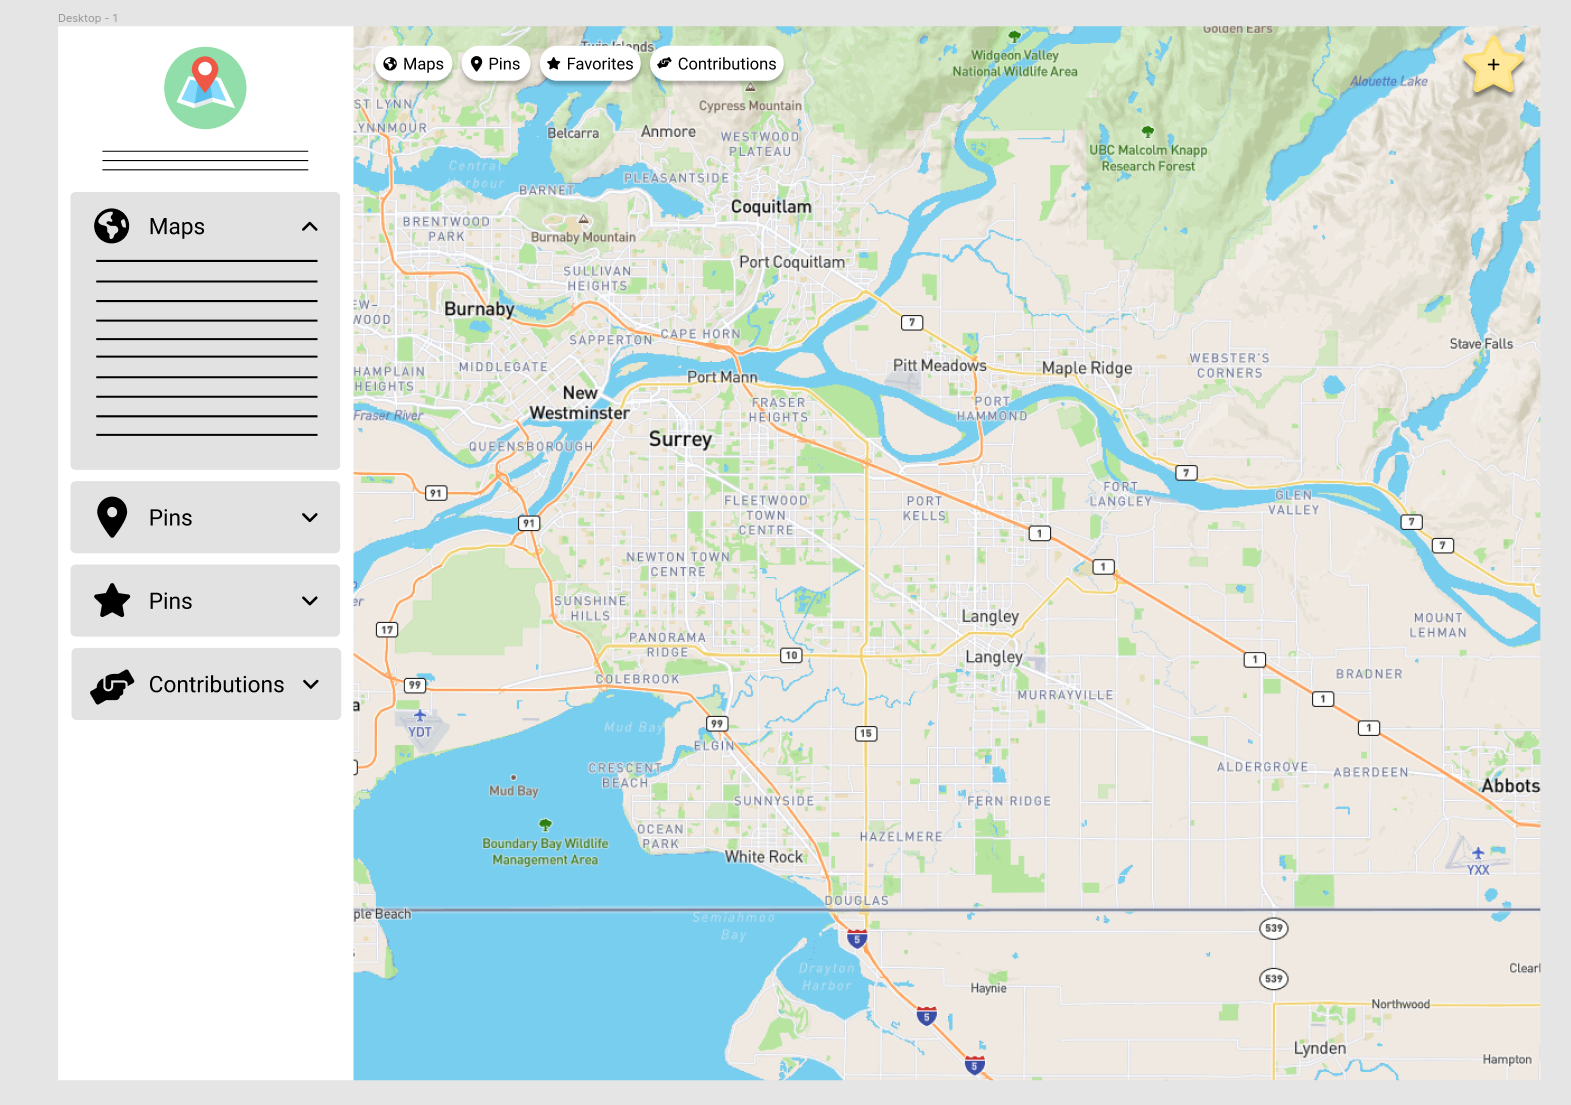 Desktop - 1
Maps
Pins
Favorites
Contributions
+
Maps
Pins
Pins
Contributions
Twin Islands
Golden Ears
Widgeon Valley
National Wildlife Area
Alouette Lake
ST LYNN
LYNNMOUR
Cypress Mountain
Belcarra
Anmore
WESTWOOD
PLATEAU
UBC Malcolm Knapp
Research Forest
Central
Harbour
BARNET
PLEASANTSIDE
Coquitlam
BRENTWOOD
PARK
Burnaby Mountain
Port Coquitlam
SULLIVAN
HEIGHTS
EW-
WOOD
Burnaby
7
SAPPERTON
CAPE HORN
Stave Falls
MIDDLEGATE
HAMPLAIN
HEIGHTS
Port Mann
Pitt Meadows
Maple Ridge
WEBSTER'S
CORNERS
New
Westminster
FRASER
HEIGHTS
PORT
HAMMOND
Fraser River
QUEENSBOROUGH
Surrey
7
91
FLEETWOOD
TOWN
CENTRE
PORT
KELLS
FORT
LANGLEY
GLEN
VALLEY
91
1
7
7
NEWTON TOWN
CENTRE
1
er
SUNSHINE
HILLS
Langley
17
PANORAMA
RIDGE
10
Langley
1
MOUNT
LEHMAN
99
COLEBROOK
MURRAYVILLE
BRADNER
1
a
YDT
Mud Bay
99
15
1
ELGIN
CRESCENT
BEACH
ALDERGROVE
ABERDEEN
Mud Bay
SUNNYSIDE
FERN RIDGE
Abbots
Boundary Bay Wildlife
Management Area
OCEAN
PARK
HAZELMERE
White Rock
YXX
DOUGLAS
ple Beach
Semiahmoo
Bay
539
5
Drayton
Harbor
539
Clear
Haynie
Northwood
5
Lynden
Hampton
5